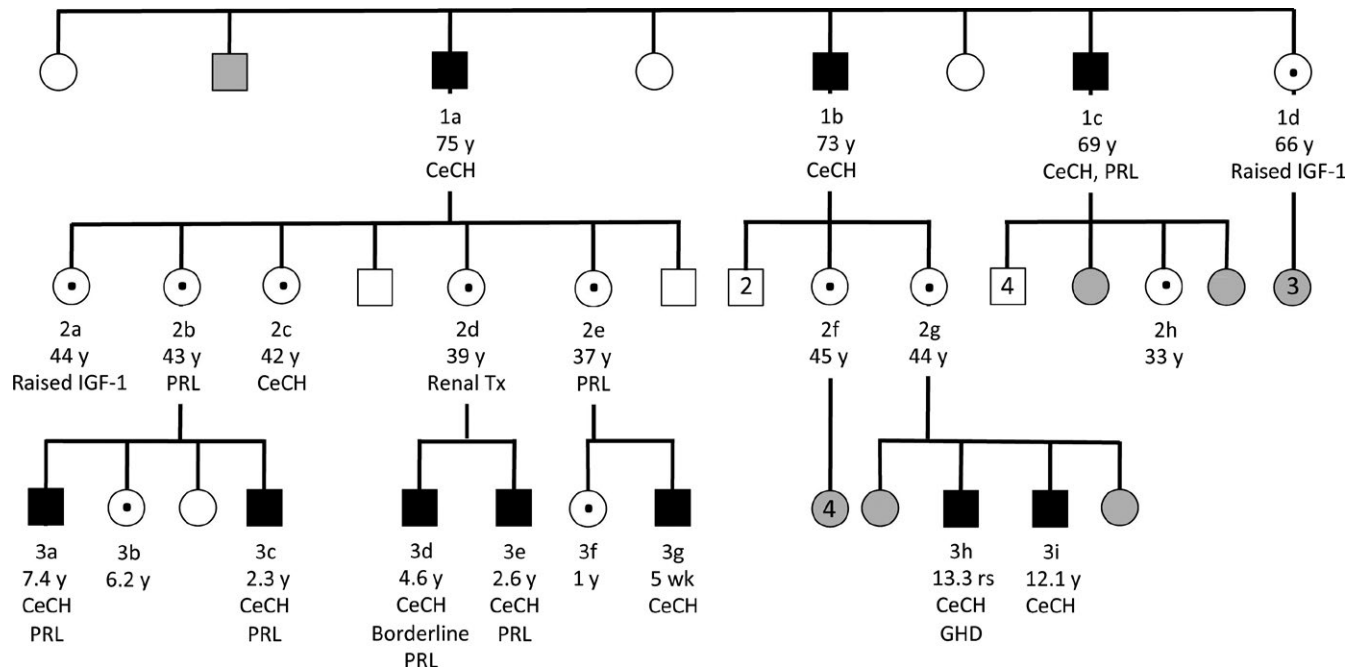 1a
75 y
CeCH
1b
73 y
CeCH
1c
69 y
CeCH, PRL
1d
66 y
Raised IGF-1
2
4
3
2a
44 y
Raised IGF-1
2b
43 y
PRL
2c
42 y
CeCH
2d
39 y
Renal Tx
2e
37 y
PRL
2f
45 y
2g
44 y
2h
33 y
4
3a
7.4 y
CeCH
PRL
3b
6.2 y
3c
2.3 y
CeCH
PRL
3d
4.6 y
CeCH
Borderline
PRL
3e
2.6 y
CeCH
PRL
3f
1 y
3g
5 wk
CeCH
3h
13.3 rs
CeCH
GHD
3i
12.1 y
CeCH